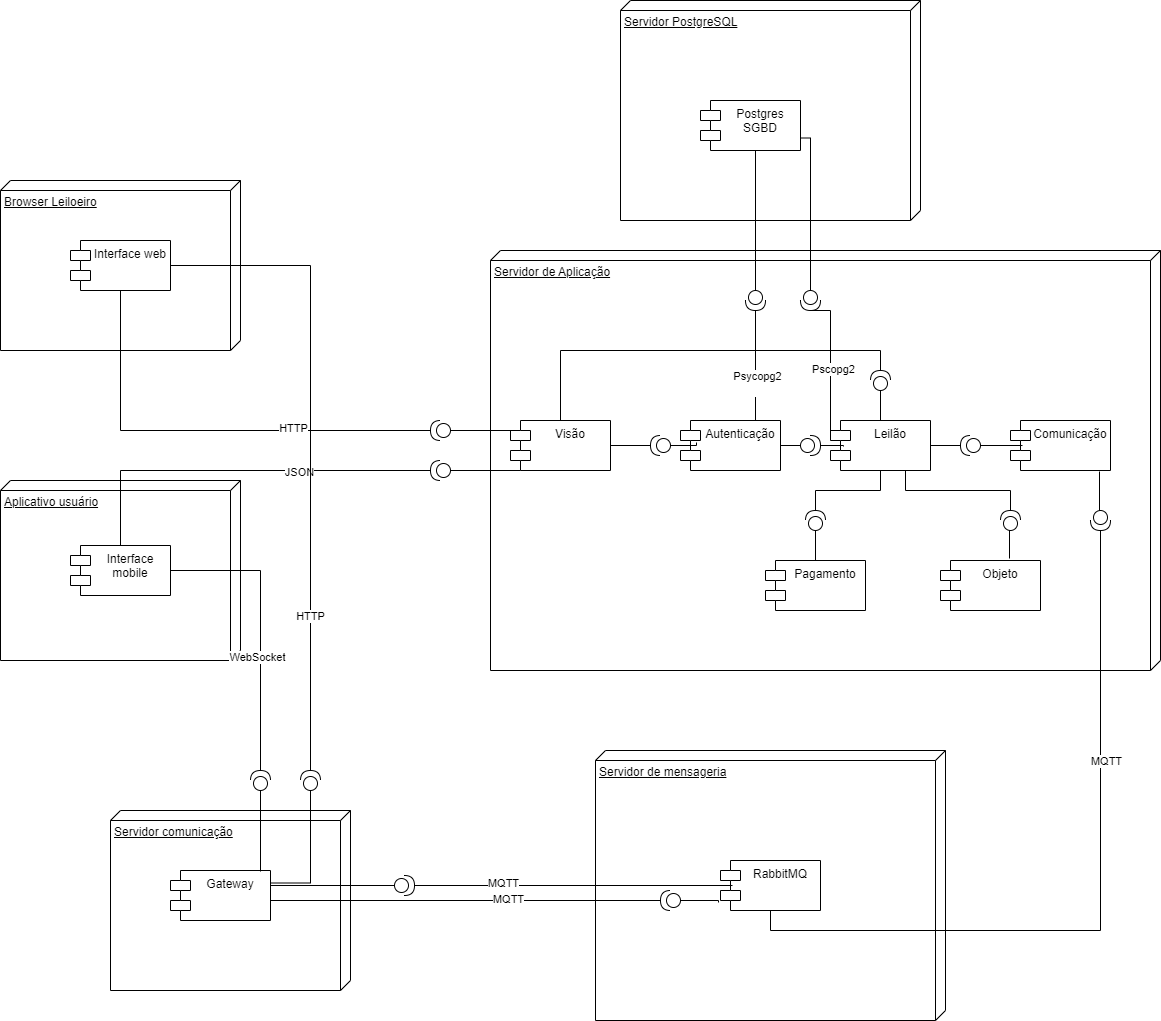 Servidor PostgreSQL
Postgres
SGBD
Browser Leiloeiro
Interface web
Servidor de Aplicação
Psycopg2
Pscopg2
HTTP
Visão
Autenticação
Leilão
Comunicação
JSON
Aplicativo usuário
Interface
mobile
Pagamento
Objeto
HTTP
WebSocket
MQTT
Servidor de mensageria
Servidor comunicação
Gateway
MQTT
MQTT
RabbitMQ